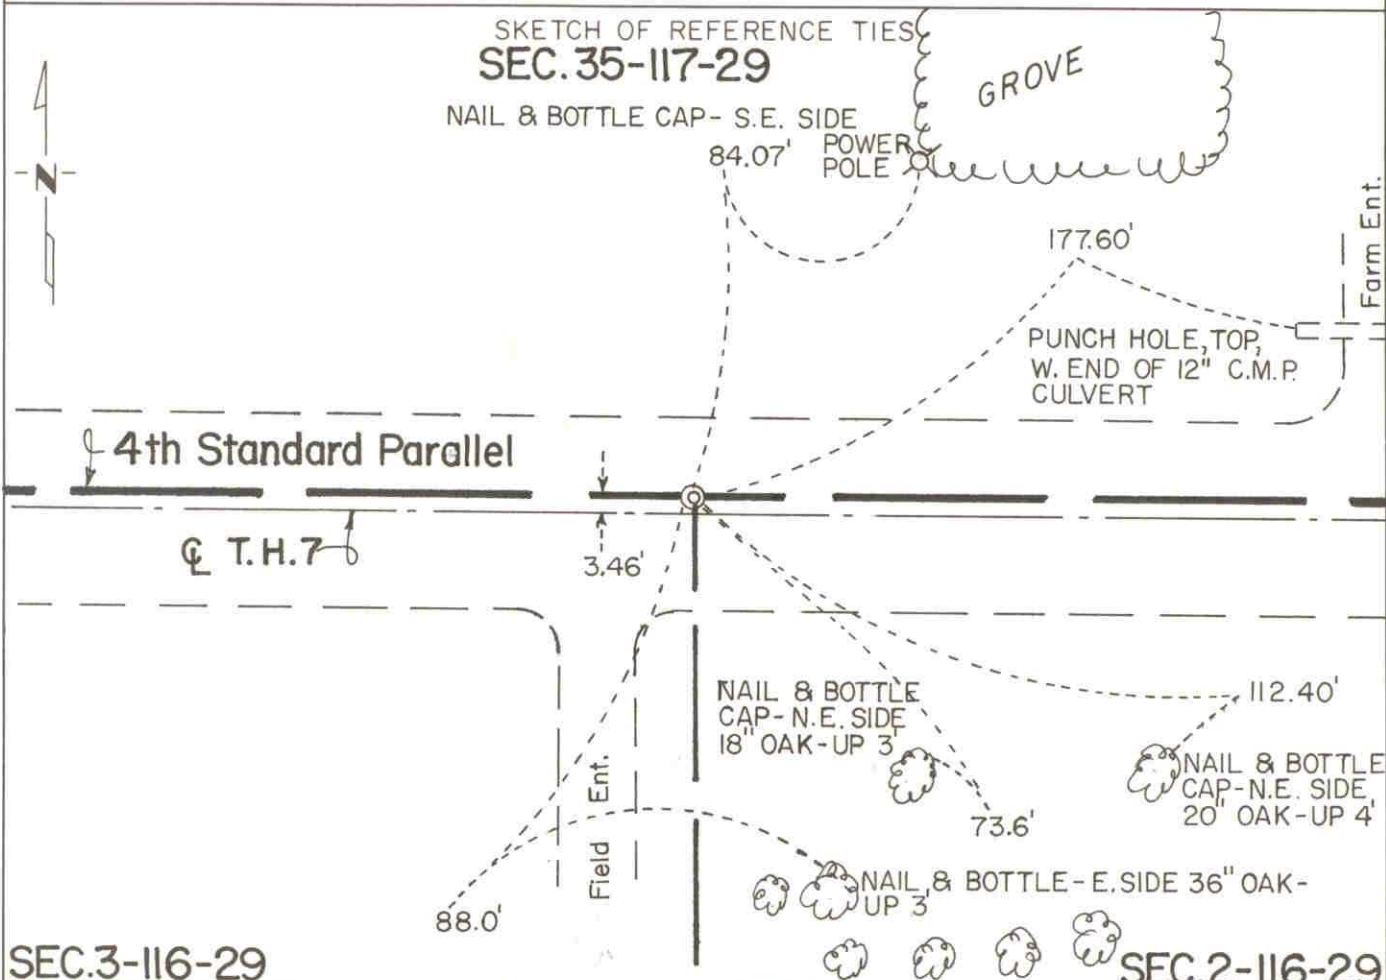 SKETCH OF REFERENCE TIES
SEC. 35-117-29
GROVE
NAIL & BOTTLE CAP - S.E. SIDE
84.07' POWER
POLE
N
177.60'
Farm Ent.
PUNCH HOLE, TOP,
W. END OF 12" C.M.P.
CULVERT
4th Standard Parallel
℄ T.H.7
3.46'
NAIL & BOTTLE
CAP - N.E. SIDE
18" OAK - UP 3'
112.40'
NAIL & BOTTLE
CAP - N.E. SIDE
20" OAK - UP 4'
73.6'
Field Ent.
NAIL & BOTTLE - E. SIDE 36" OAK -
UP 3'
88.0'
SEC. 3-116-29
SEC. 2-116-29